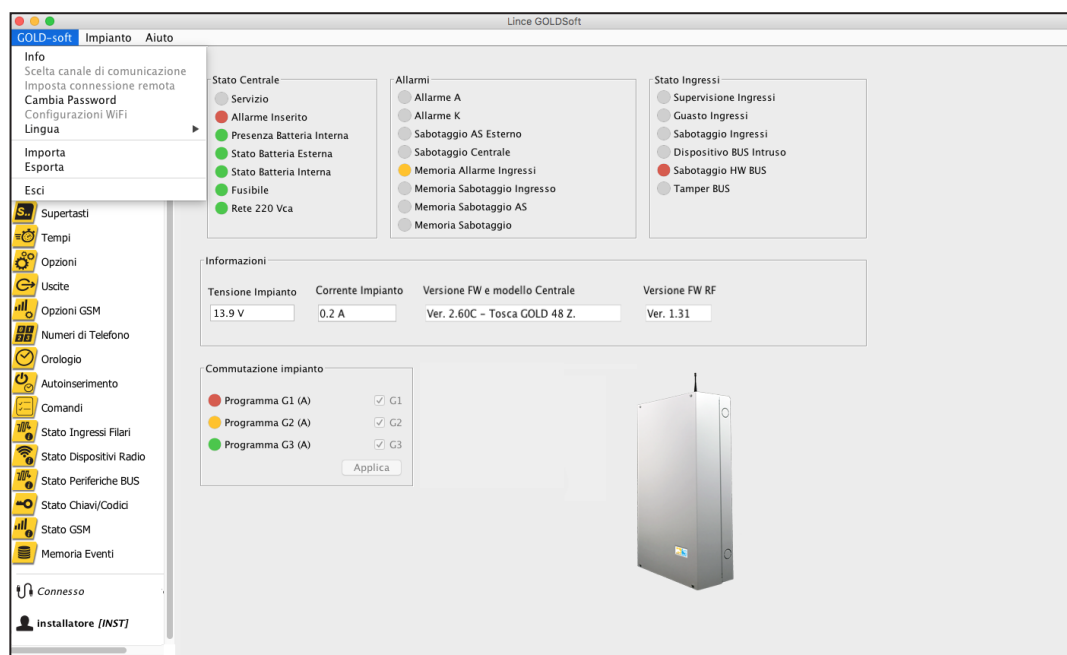 Lince GOLDSoft
GOLD-soft Impianto Aiuto
Info
Scelta canale di comunicazione
Imposta connessione remota
Cambia Password
Configurazioni WiFi
Lingua
Importa
Esporta
Esci
S.. Supertasti
Tempi
Opzioni
Uscite
Opzioni GSM
Numeri di Telefono
Orologio
Autoinserimento
Comandi
Stato Ingressi Filari
Stato Dispositivi Radio
Stato Periferiche BUS
Stato Chiavi/Codici
Stato GSM
Memoria Eventi
Connesso
installatore [INST]
Stato Centrale
Servizio
Allarme Inserito
Presenza Batteria Interna
Stato Batteria Esterna
Stato Batteria Interna
Fusibile
Rete 220 Vca
Allarmi
Allarme A
Allarme K
Sabotaggio AS Esterno
Sabotaggio Centrale
Memoria Allarme Ingressi
Memoria Sabotaggio Ingresso
Memoria Sabotaggio AS
Memoria Sabotaggio
Stato Ingressi
Supervisione Ingressi
Guasto Ingressi
Sabotaggio Ingressi
Dispositivo BUS Intruso
Sabotaggio HW BUS
Tamper BUS
Informazioni
Tensione Impianto Corrente Impianto Versione FW e modello Centrale Versione FW RF
13.9 V 0.2 A Ver. 2.60C - Tosca GOLD 48 Z. Ver. 1.31
Commutazione impianto
Programma G1 (A) G1
Programma G2 (A) G2
Programma G3 (A) G3
Applica